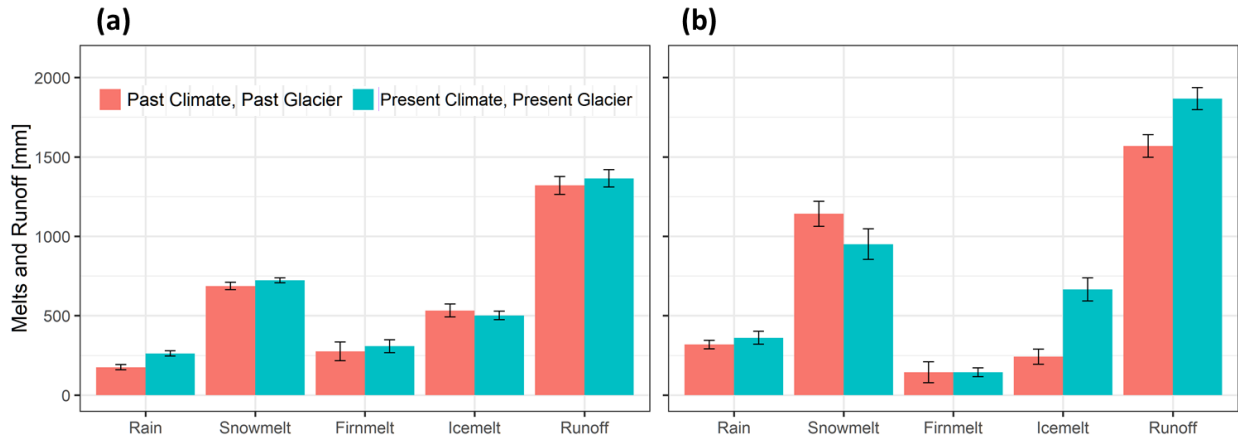 (a) (b)
Melts and Runoff [mm]
2000
1500
1000
500
0
Past Climate, Past Glacier Present Climate, Present Glacier
Rain Snowmelt Firnmelt Icemelt Runoff
Rain Snowmelt Firnmelt Icemelt Runoff